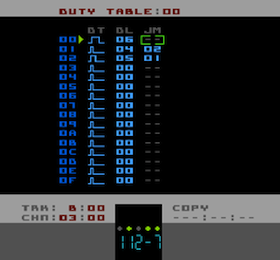 DUTY TABLE:00
DT DL JM
00 06 --
01 04 02
02 05 01
03 00 --
04 00 --
05 00 --
06 00 --
07 00 --
08 00 --
09 00 --
0A 00 --
0B 00 --
0C 00 --
0D 00 --
0E 00 --
0F 00 --
TRK: B:00 COPY
CHN:03:00 ---:--:--
112-7